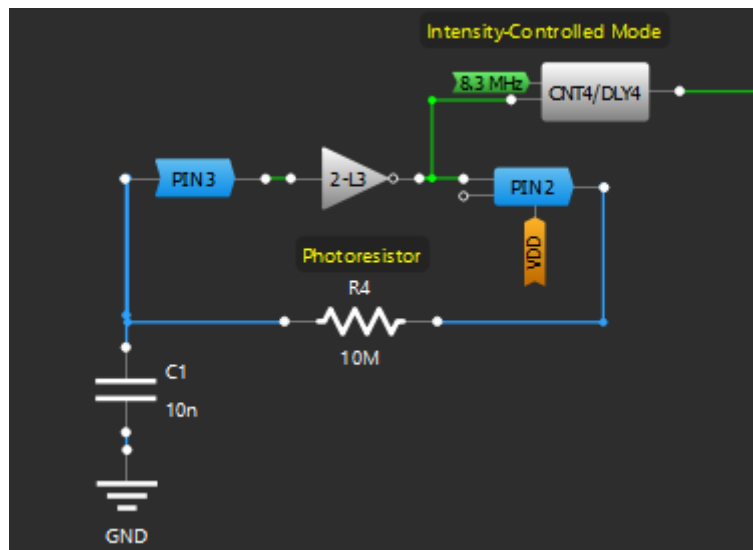 Intensity-Controlled Mode
8.3 MHz
CNT4/DLY4
PIN 3
2-L3
PIN 2
VDD
Photoresistor
R4
10M
C1
10n
GND